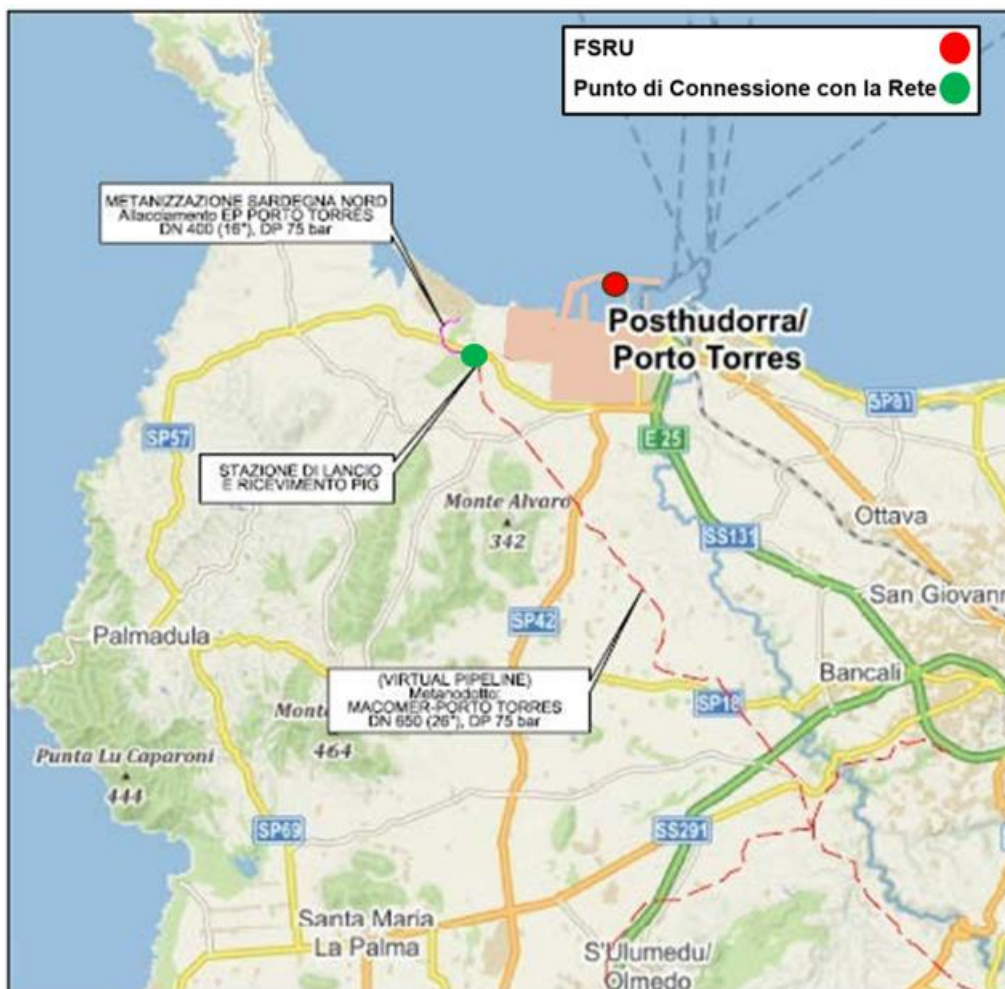 FSRU
Punto di Connessione con la Rete
METANIZZAZIONE SARDEGNA NORD
Allacciamento EP PORTO TORRES
DN 400 (16"), DP 75 bar
Posthudorra/
Porto Torres
SP81
SP57
E 25
STAZIONE DI LANCIO
E RICEVIMENTO PIG
Monte Alvaro
342
Ottava
SS131
San Giovann
SP42
Palmadula
Bancali
(VIRTUAL PIPELINE)
Metanodotto:
MACOMER-PORTO TORRES
DN 650 (26"), DP 75 bar
SP18
Mont
464
Punta Lu Caparoni
444
SP69
SS291
Santa Maria
La Palma
S'Ulumedu/
Olmedo